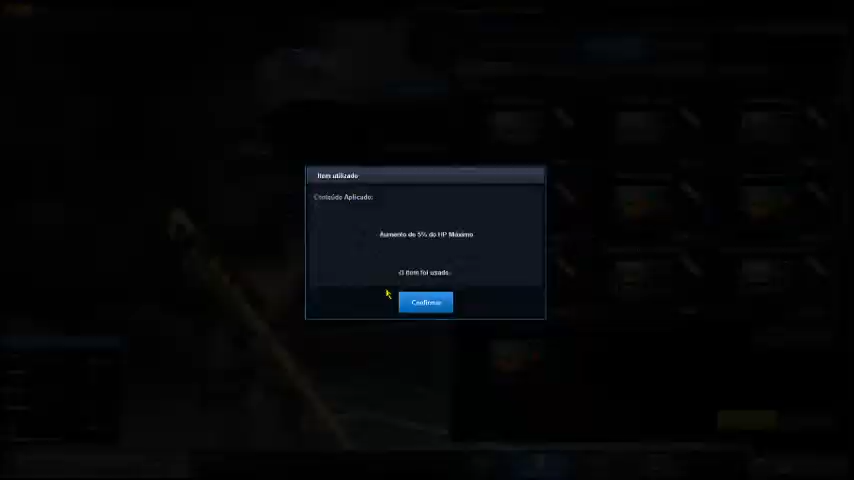 Item utilizado
Conteúdo Aplicado:
Aumento de 5% do HP Máximo
O item foi usado.
Confirmar